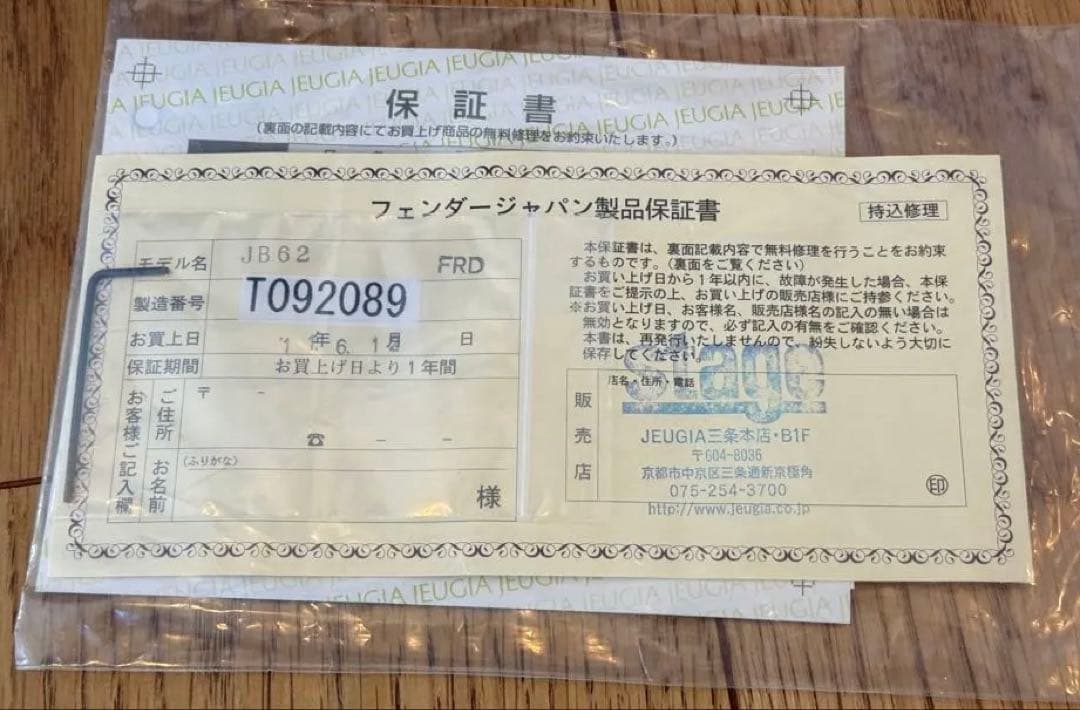 JEUGIA JEUGIA JEUGIA JEUGIA JEUGIA JEUGIA
保証書
(裏面の記載内容にてお買上げ商品の無料修理をお約束いたします。)
フェンダージャパン製品保証書
持込修理
モデル名 JB62 FRD
製造番号 T092089
お買上日 年 月 日
保証期間 お買上げ日より1年間
お客様ご記入欄
ご住所 〒 -
☎ - -
お名前 (ふりがな)
様
本保証書は、裏面記載内容で無料修理を行うことをお約束
するものです。(裏面をご覧ください)
お買い上げ日から1年以内に、故障が発生した場合、本保
証書をご提示の上、お買い上げの販売店様にご持参ください。
※お買い上げ日、お客様名、販売店様名の記入の無い場合は
無効となりますので、必ず記入の有無をご確認ください。
本書は、再発行いたしませんので、紛失しないよう大切に
保存してください。
stage
販売店
店名・住所・電話
JEUGIA三条本店・B1F
〒604-8036
京都市中京区三条通新京極角
075-254-3700
http://www.jeugia.co.jp
印
JEUGIA JEUGIA JEUGIA JEUGIA